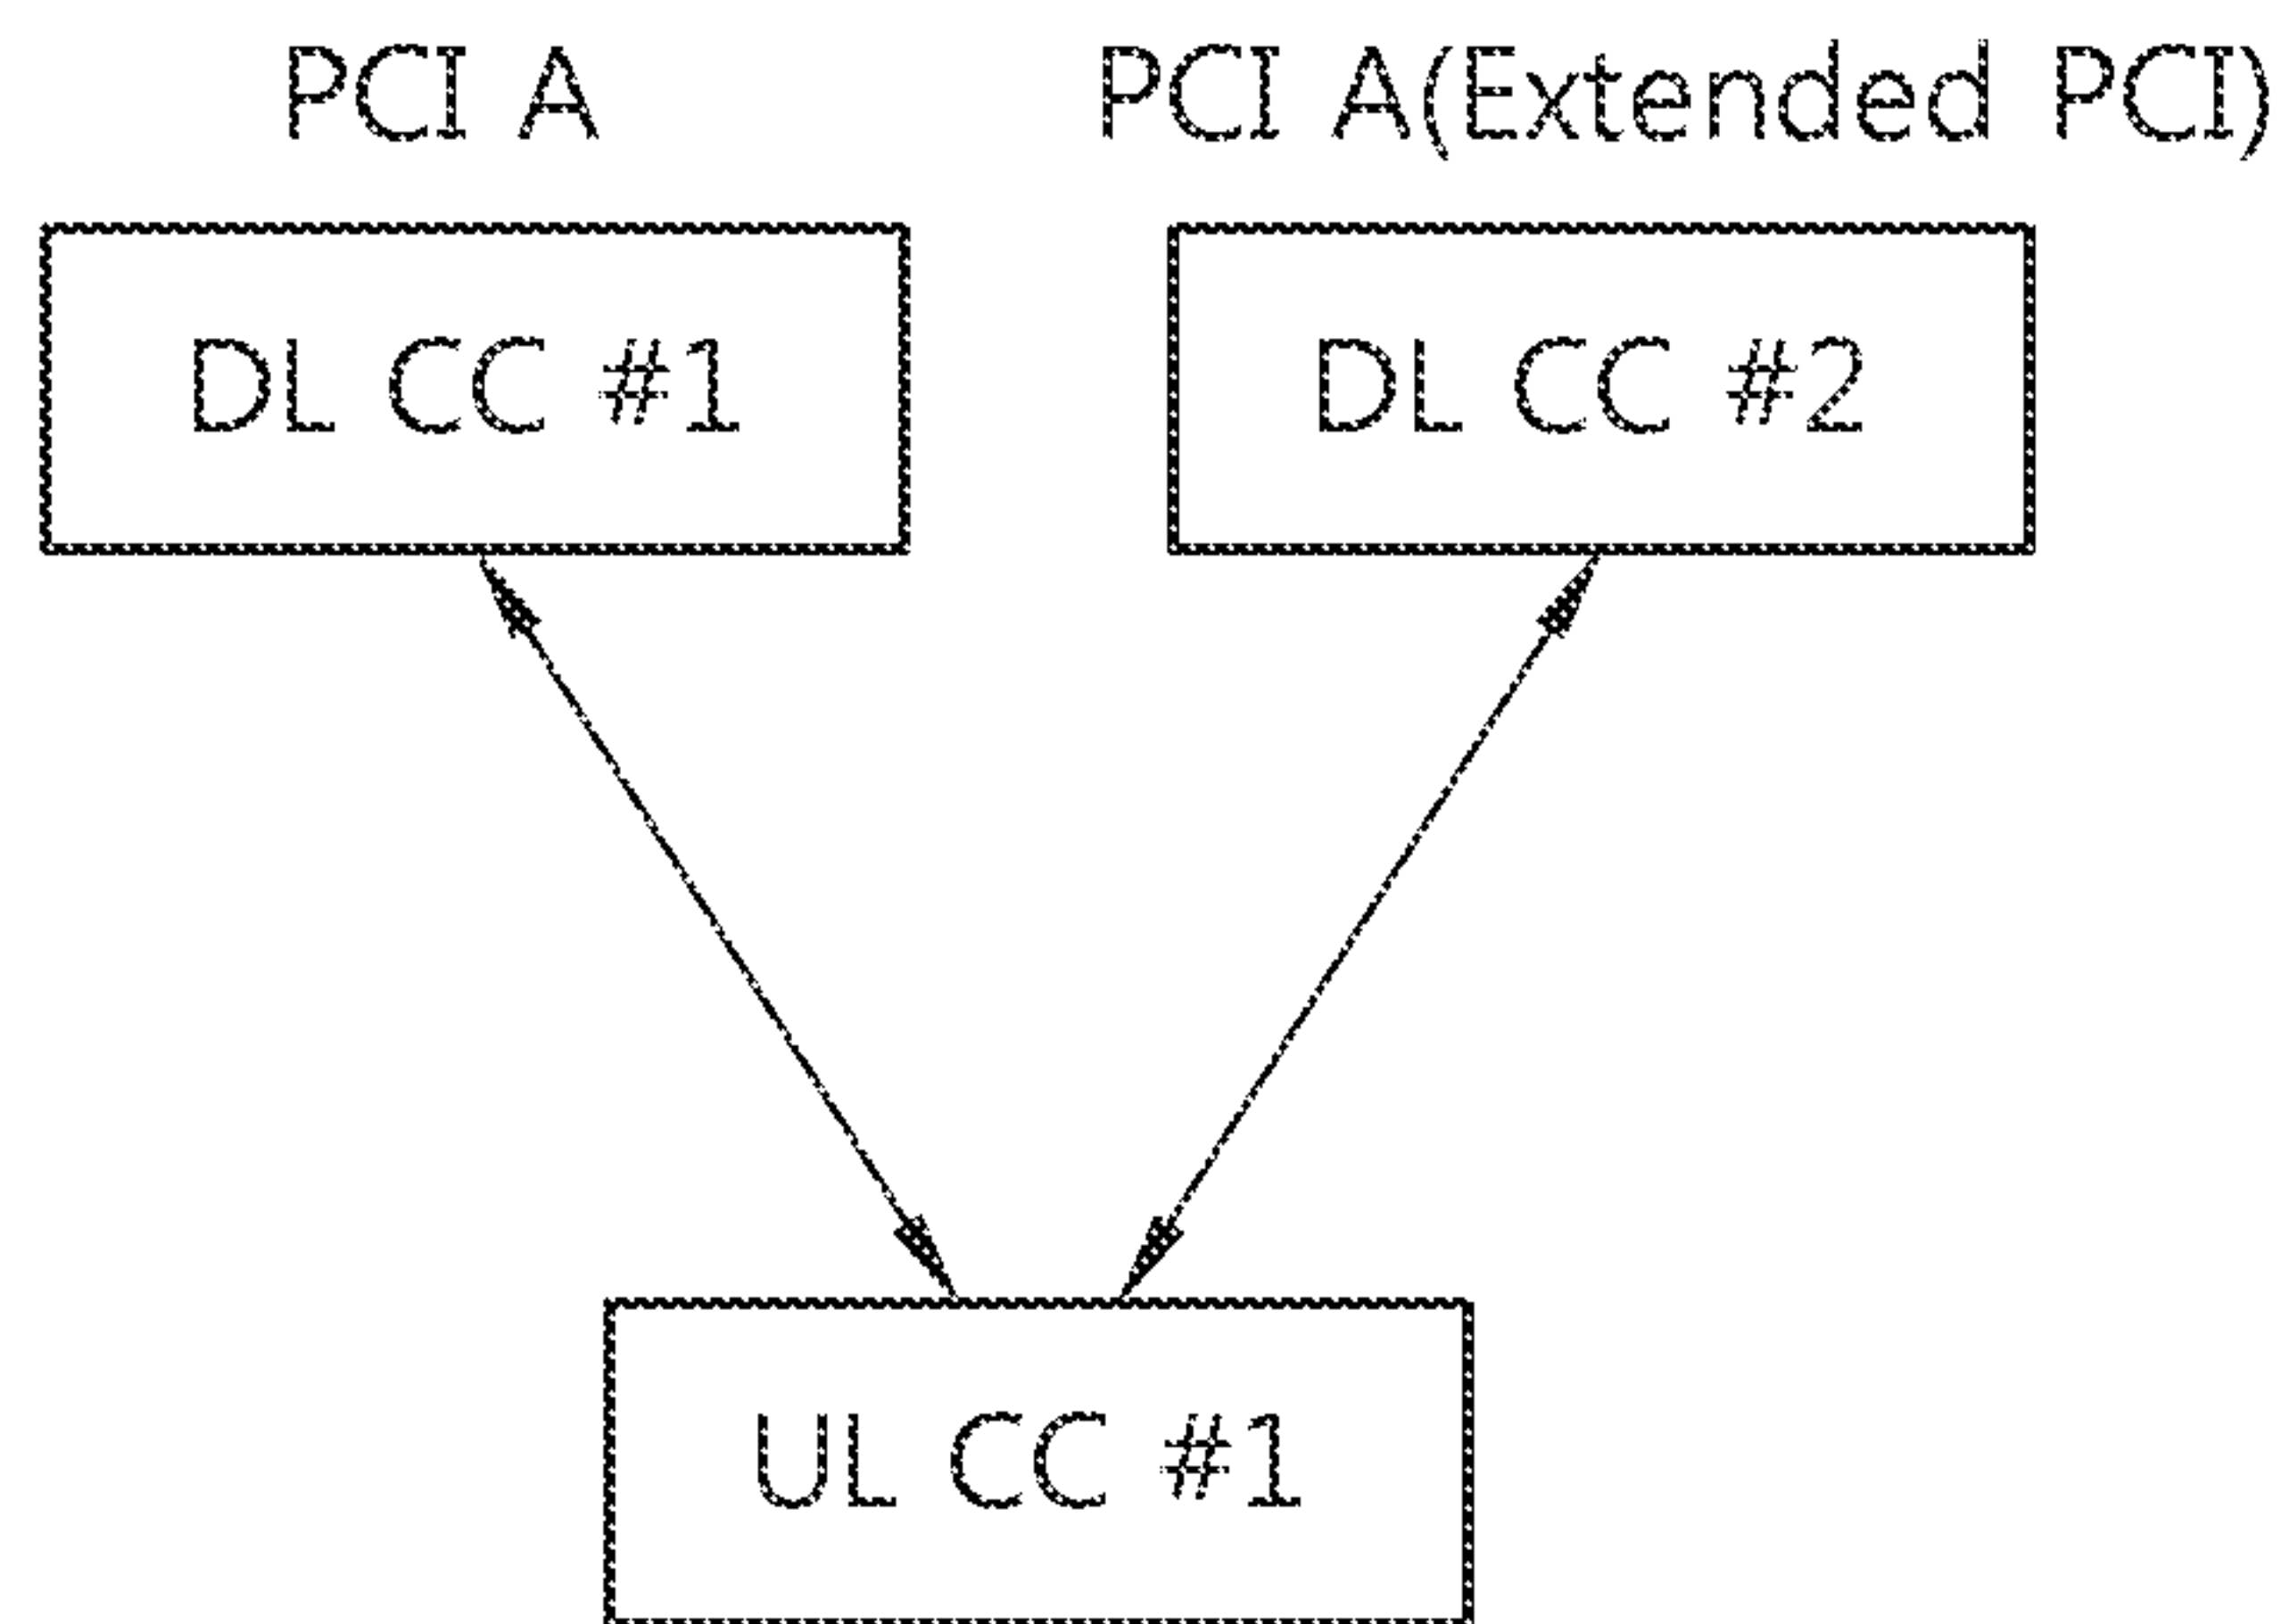 PCI A
PCI A(Extended PCI)
DL CC #1
DL CC #2
UL CC #1